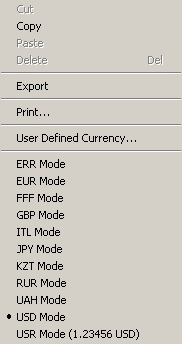 Cut
Copy
Paste
Delete Del
Export
Print...
User Defined Currency...
ERR Mode
EUR Mode
FFF Mode
GBP Mode
ITL Mode
JPY Mode
KZT Mode
RUR Mode
UAH Mode
• USD Mode
USR Mode (1.23456 USD)